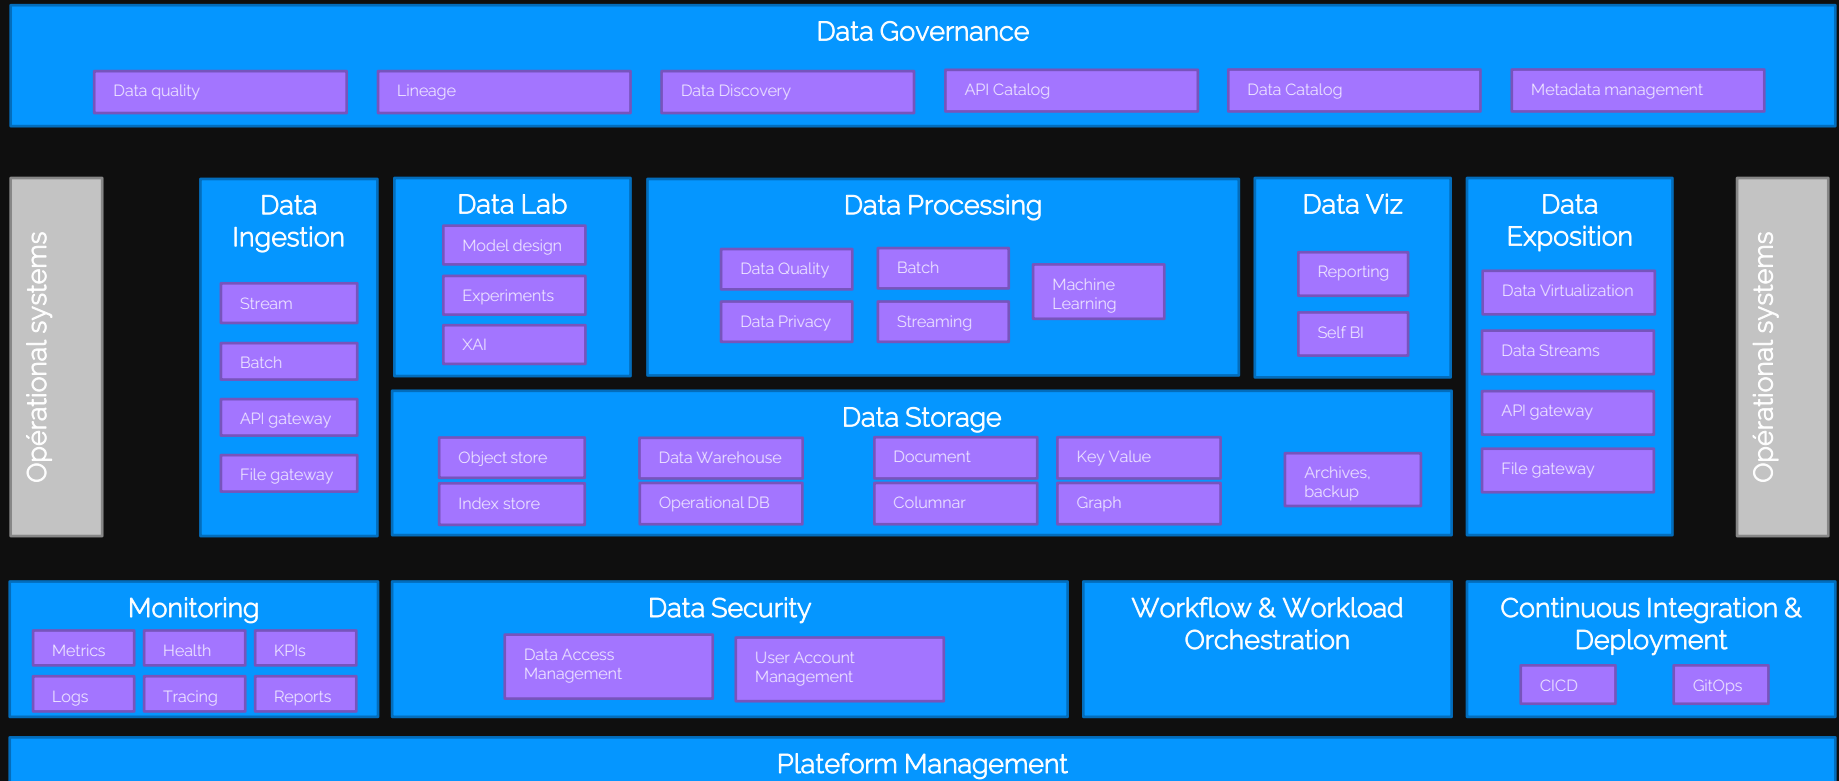 Data Governance
Data quality
Lineage
Data Discovery
API Catalog
Data Catalog
Metadata management
Opérational systems
Data
Ingestion
Stream
Batch
API gateway
File gateway
Data Lab
Model design
Experiments
XAI
Data Processing
Data Quality
Batch
Machine
Learning
Data Privacy
Streaming
Data Viz
Reporting
Self BI
Data
Exposition
Data Virtualization
Data Streams
API gateway
File gateway
Opérational systems
Data Storage
Object store
Data Warehouse
Document
Key Value
Archives,
backup
Index store
Operational DB
Columnar
Graph
Monitoring
Metrics
Health
KPIs
Logs
Tracing
Reports
Data Security
Data Access
Management
User Account
Management
Workflow & Workload
Orchestration
Continuous Integration &
Deployment
CICD
GitOps
Plateform Management